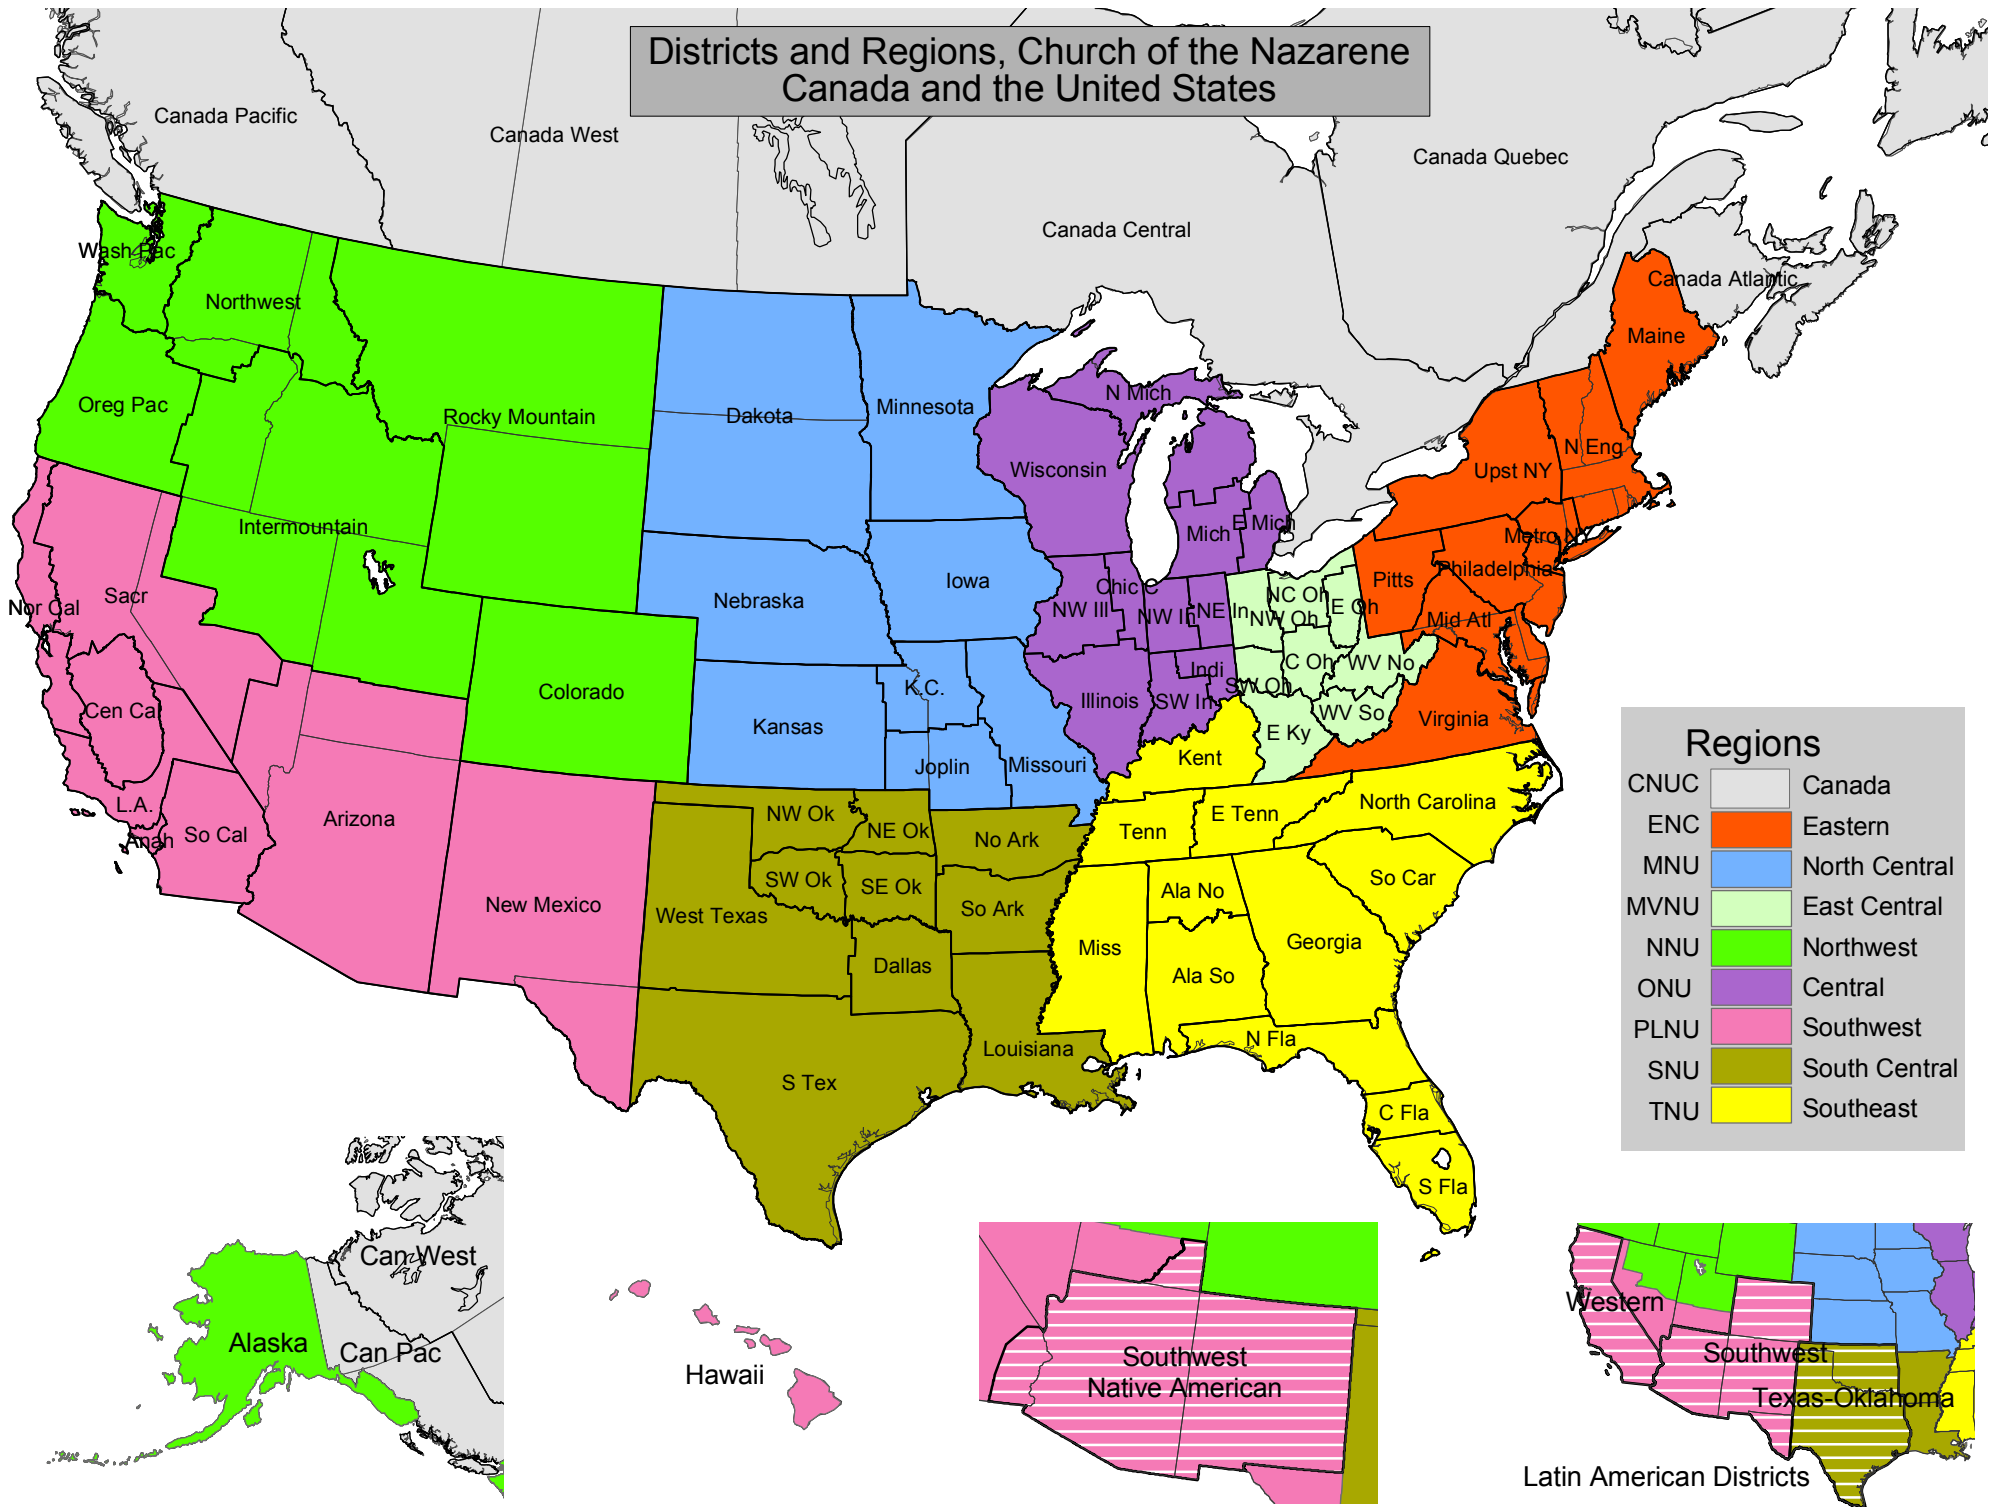 Districts and Regions, Church of the Nazarene
Canada and the United States
Canada Pacific
Canada West
Canada Quebec
Canada Central
Canada Atlantic
Wash Pac
Northwest
Maine
Oreg Pac
Rocky Mountain
Dakota
Minnesota
N Mich
N Eng
Wisconsin
Upst NY
Intermountain
Mich
E Mich
Metro NY
Iowa
Pitts
Philadelphia
Nor Cal
Sacr
Nebraska
NW Ill
Chic C
NW In
NE In
NW Oh
NC Oh
E Oh
Mid Atl
Colorado
K.C.
Indi
C Oh
WV No
SW Oh
Cen Cal
Kansas
Illinois
SW In
WV So
Virginia
E Ky
Kent
Joplin
Missouri
L.A.
Anah
So Cal
Arizona
NW Ok
NE Ok
No Ark
Tenn
E Tenn
North Carolina
SW Ok
SE Ok
So Ark
Ala No
So Car
New Mexico
West Texas
Dallas
Miss
Ala So
Georgia
Louisiana
N Fla
S Tex
C Fla
S Fla
Regions
CNUC Canada
ENC Eastern
MNU North Central
MVNU East Central
NNU Northwest
ONU Central
PLNU Southwest
SNU South Central
TNU Southeast
Can West
Alaska
Can Pac
Hawaii
Southwest
Native American
Western
Southwest
Texas-Oklahoma
Latin American Districts